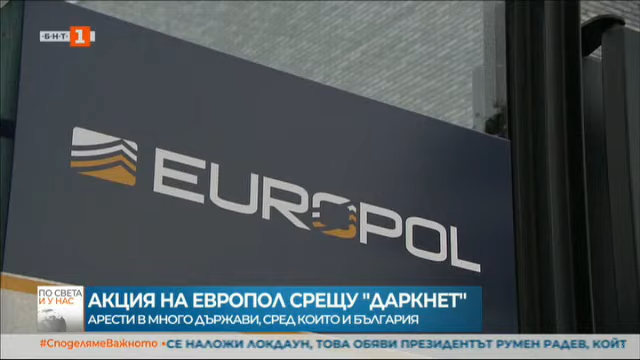 БНТ 1
EUROPOL
ПО СВЕТА
И У НАС
АКЦИЯ НА ЕВРОПОЛ СРЕЩУ "ДАРКНЕТ"
АРЕСТИ В МНОГО ДЪРЖАВИ, СРЕД КОИТО И БЪЛГАРИЯ
#СподелямеВажното • СЕ НАЛОЖИ ЛОКДАУН, ТОВА ОБЯВИ ПРЕЗИДЕНТЪТ РУМЕН РАДЕВ, КОЙТ